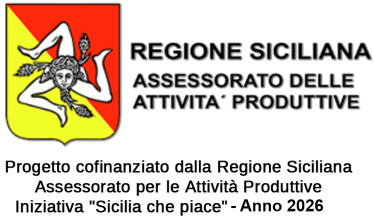 REGIONE SICILIANA
ASSESSORATO DELLE
ATTIVITA´ PRODUTTIVE
Progetto cofinanziato dalla Regione Siciliana
Assessorato per le Attività Produttive
Iniziativa "Sicilia che piace" - Anno 2026